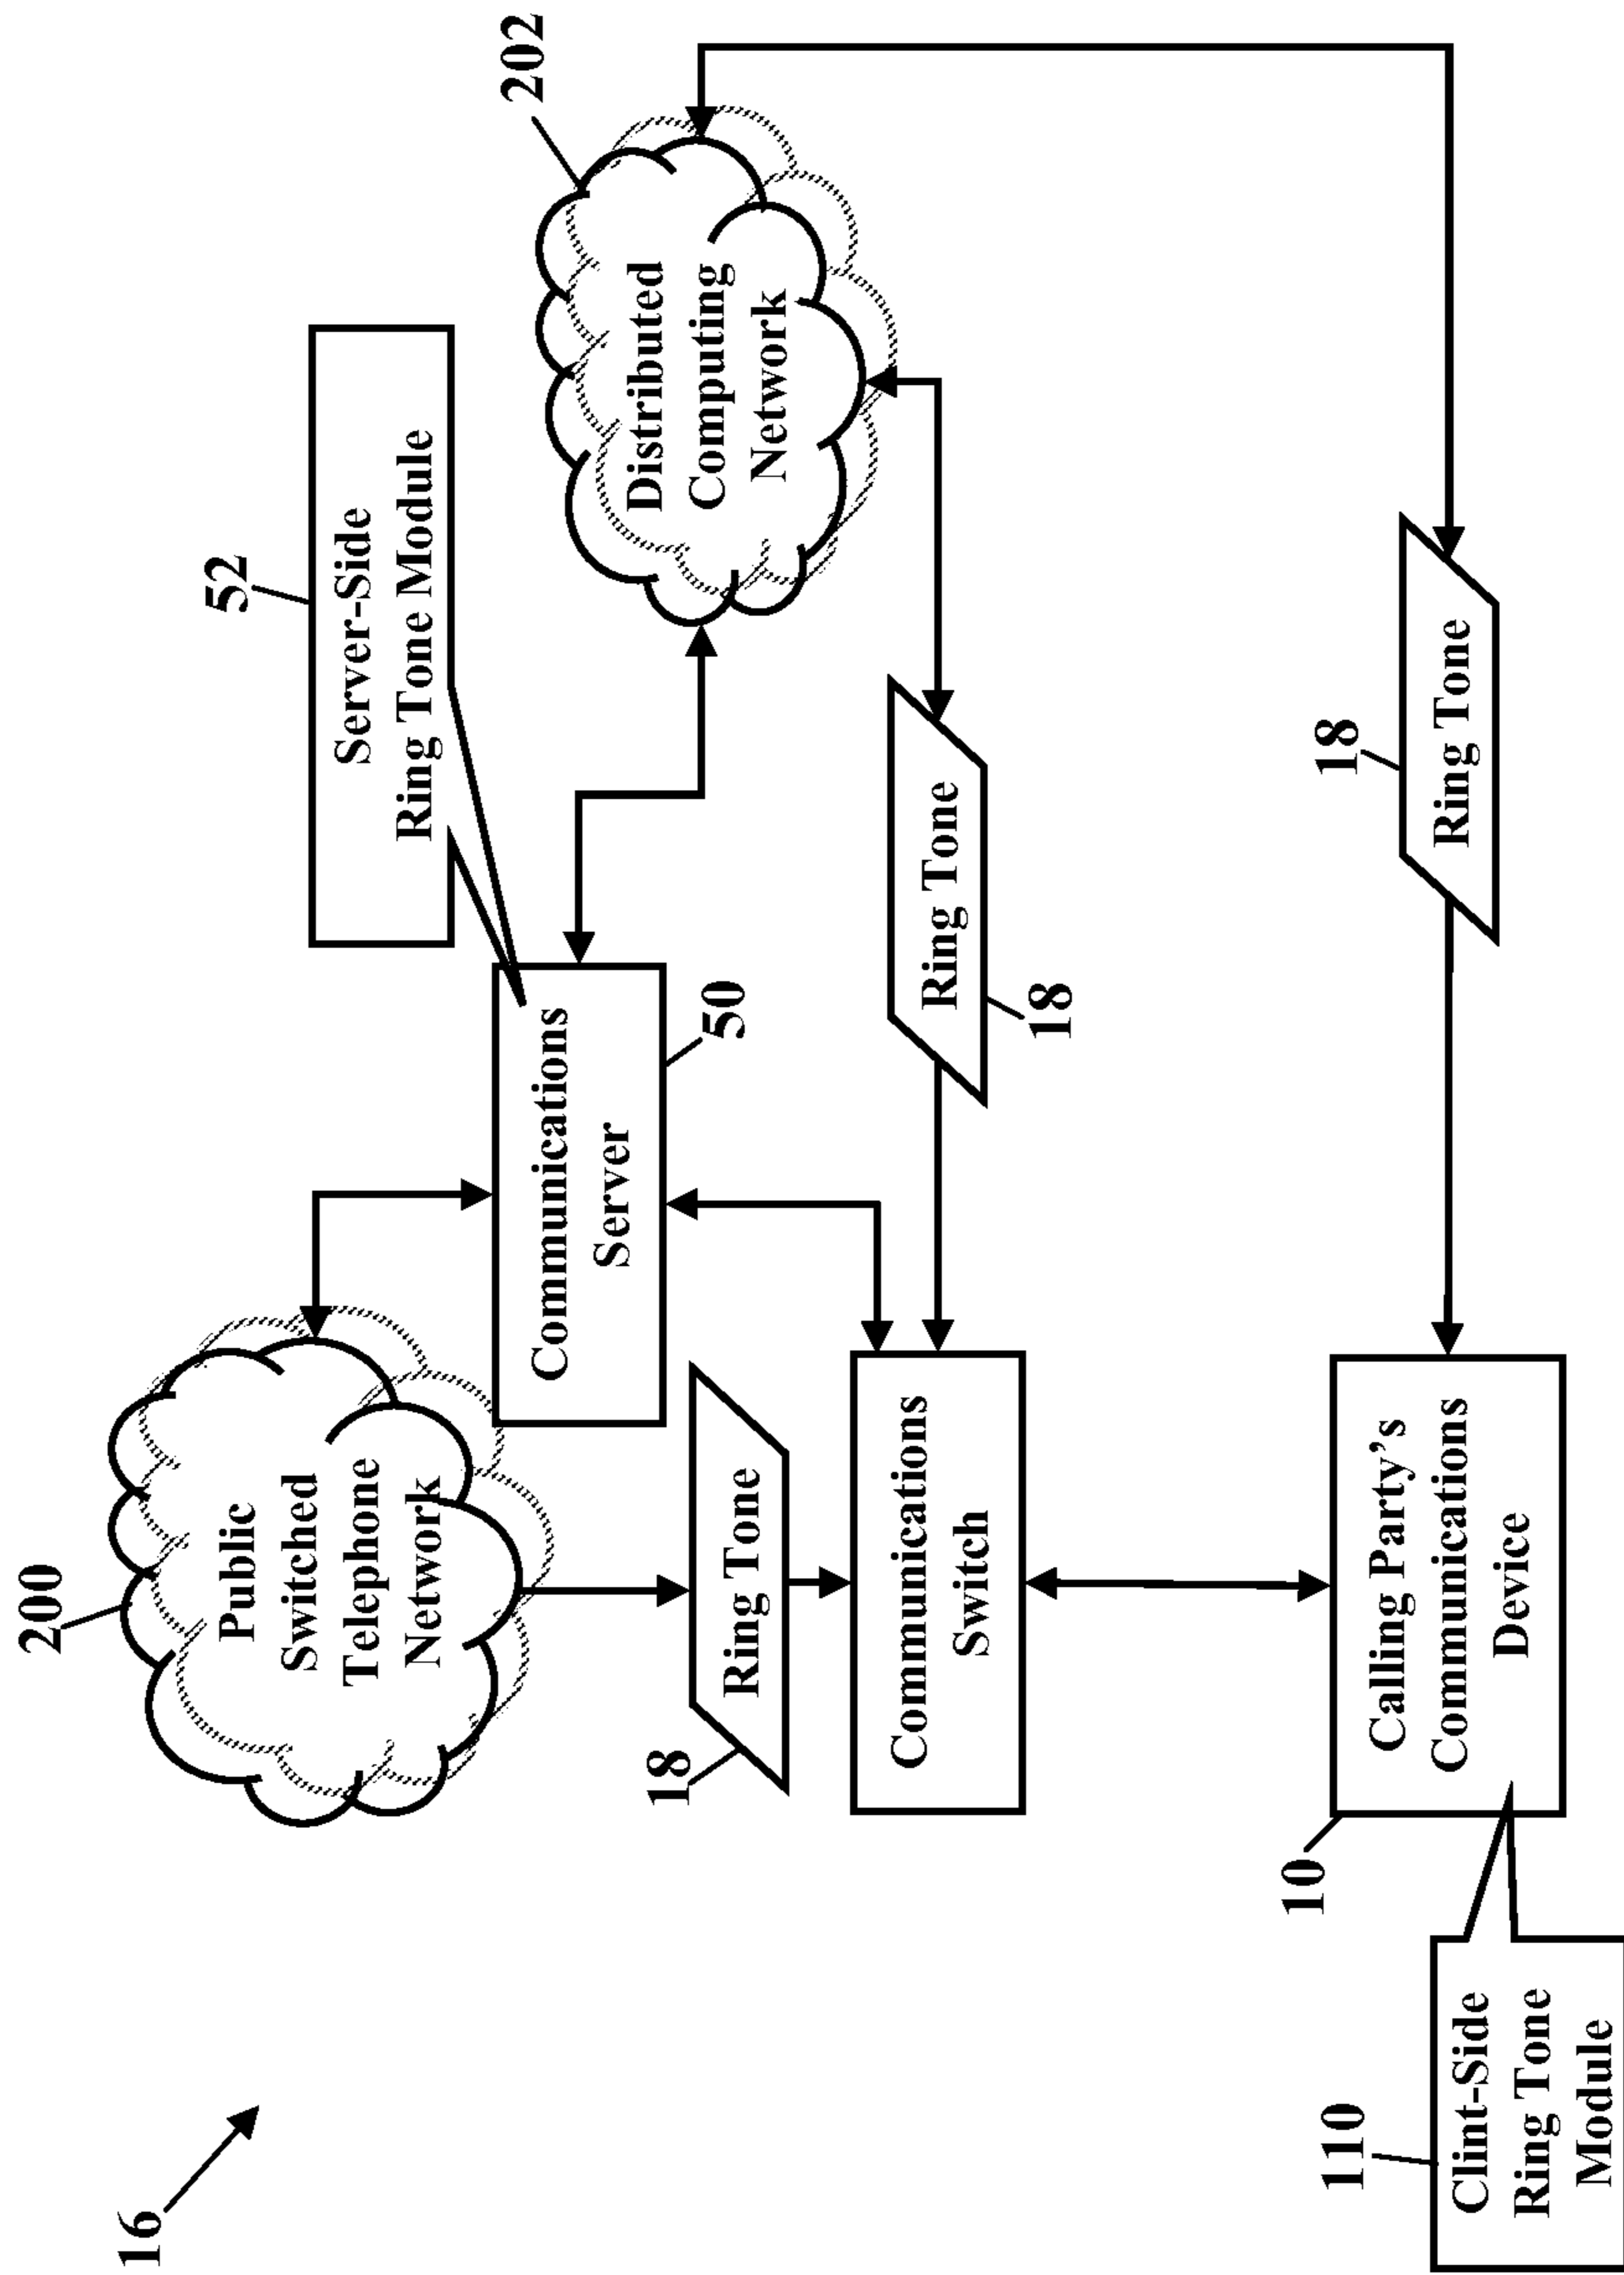 200
Public
Switched
Telephone
Network
52
Server-Side
Ring Tone Module
202
Distributed
Computing
Network
Communications
Server
50
18
Ring Tone
Ring Tone
18
Communications
Switch
18
Ring Tone
10
Calling Party’s
Communications
Device
16
110
Clint-Side
Ring Tone
Module